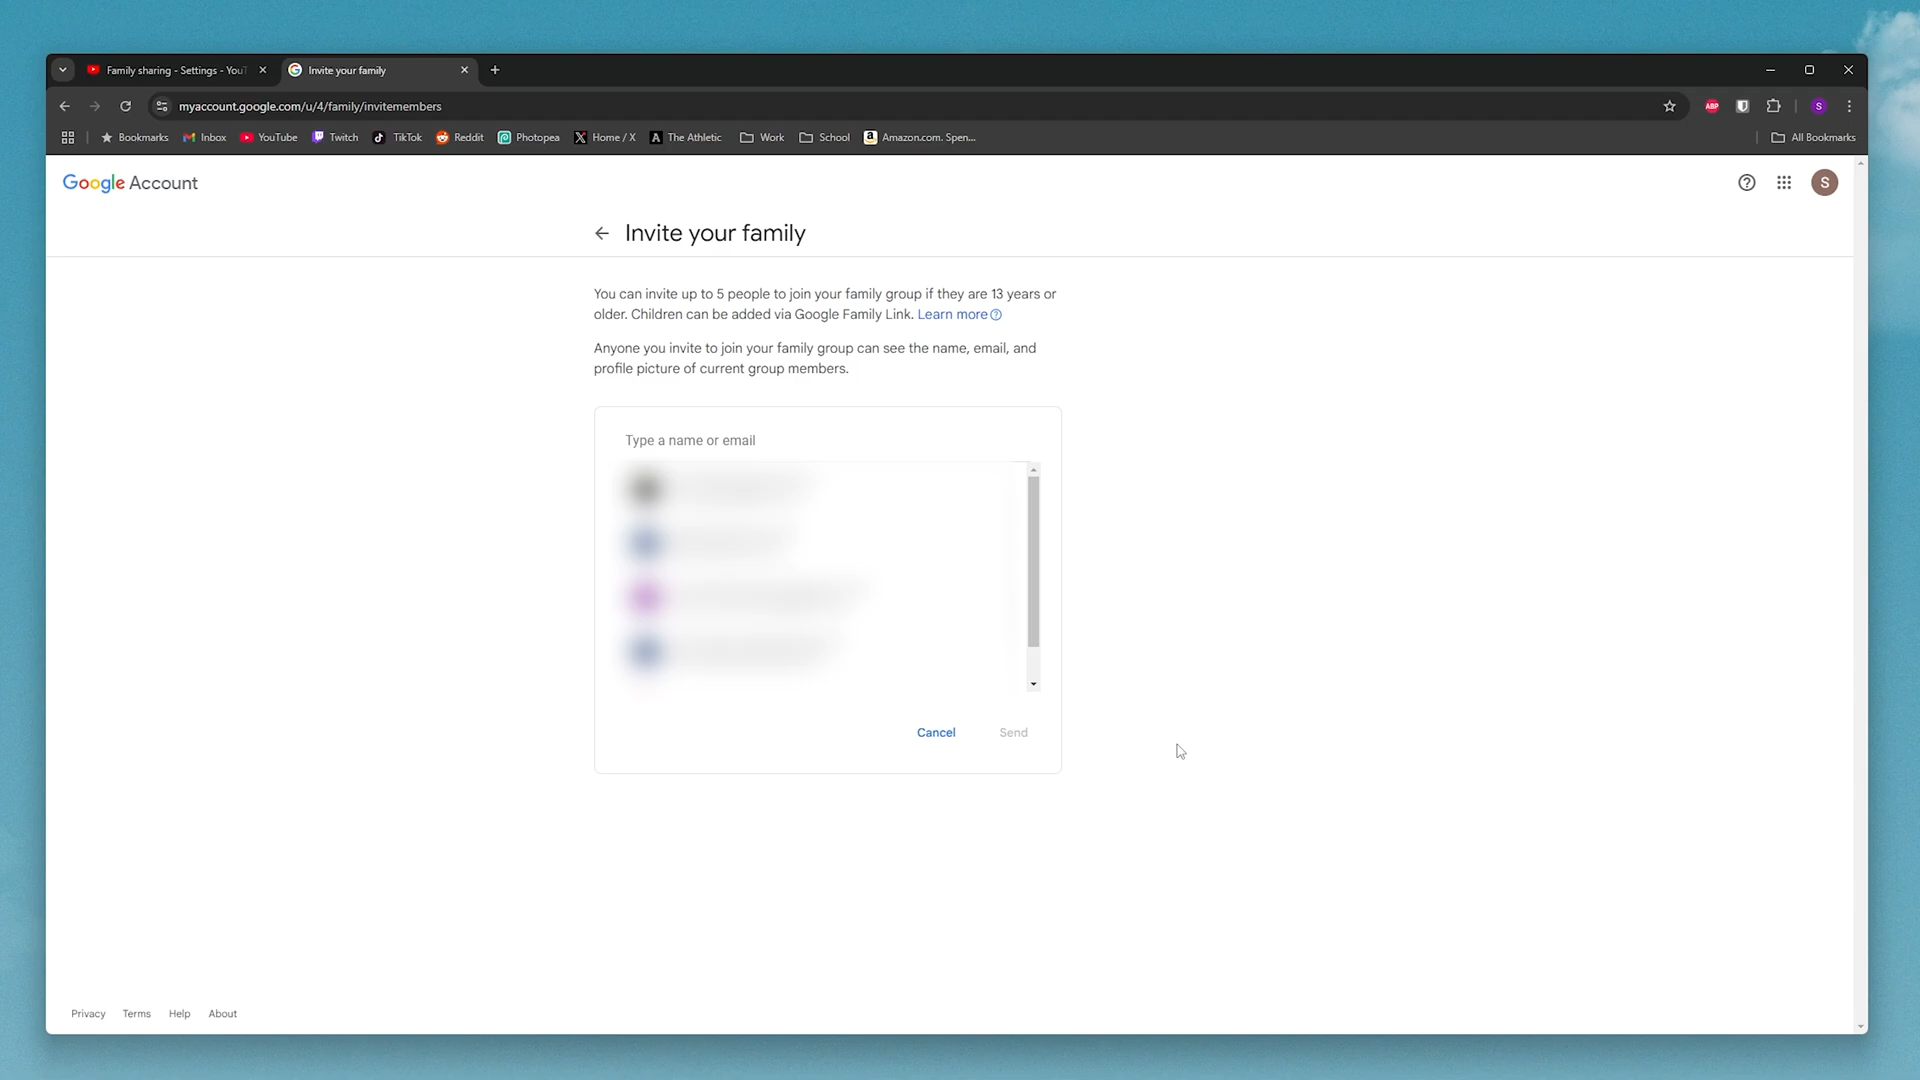 Family sharing - Settings - YouT
Invite your family
myaccount.google.com/u/4/family/invitemembers
ABP
S
Bookmarks
Inbox
YouTube
Twitch
TikTok
Reddit
Photopea
Home / X
A
The Athletic
Work
School
Amazon.com. Spen...
All Bookmarks
Google Account
S
Invite your family
You can invite up to 5 people to join your family group if they are 13 years or
older. Children can be added via Google Family Link. Learn more
Anyone you invite to join your family group can see the name, email, and
profile picture of current group members.
Type a name or email
Cancel
Send
Privacy
Terms
Help
About